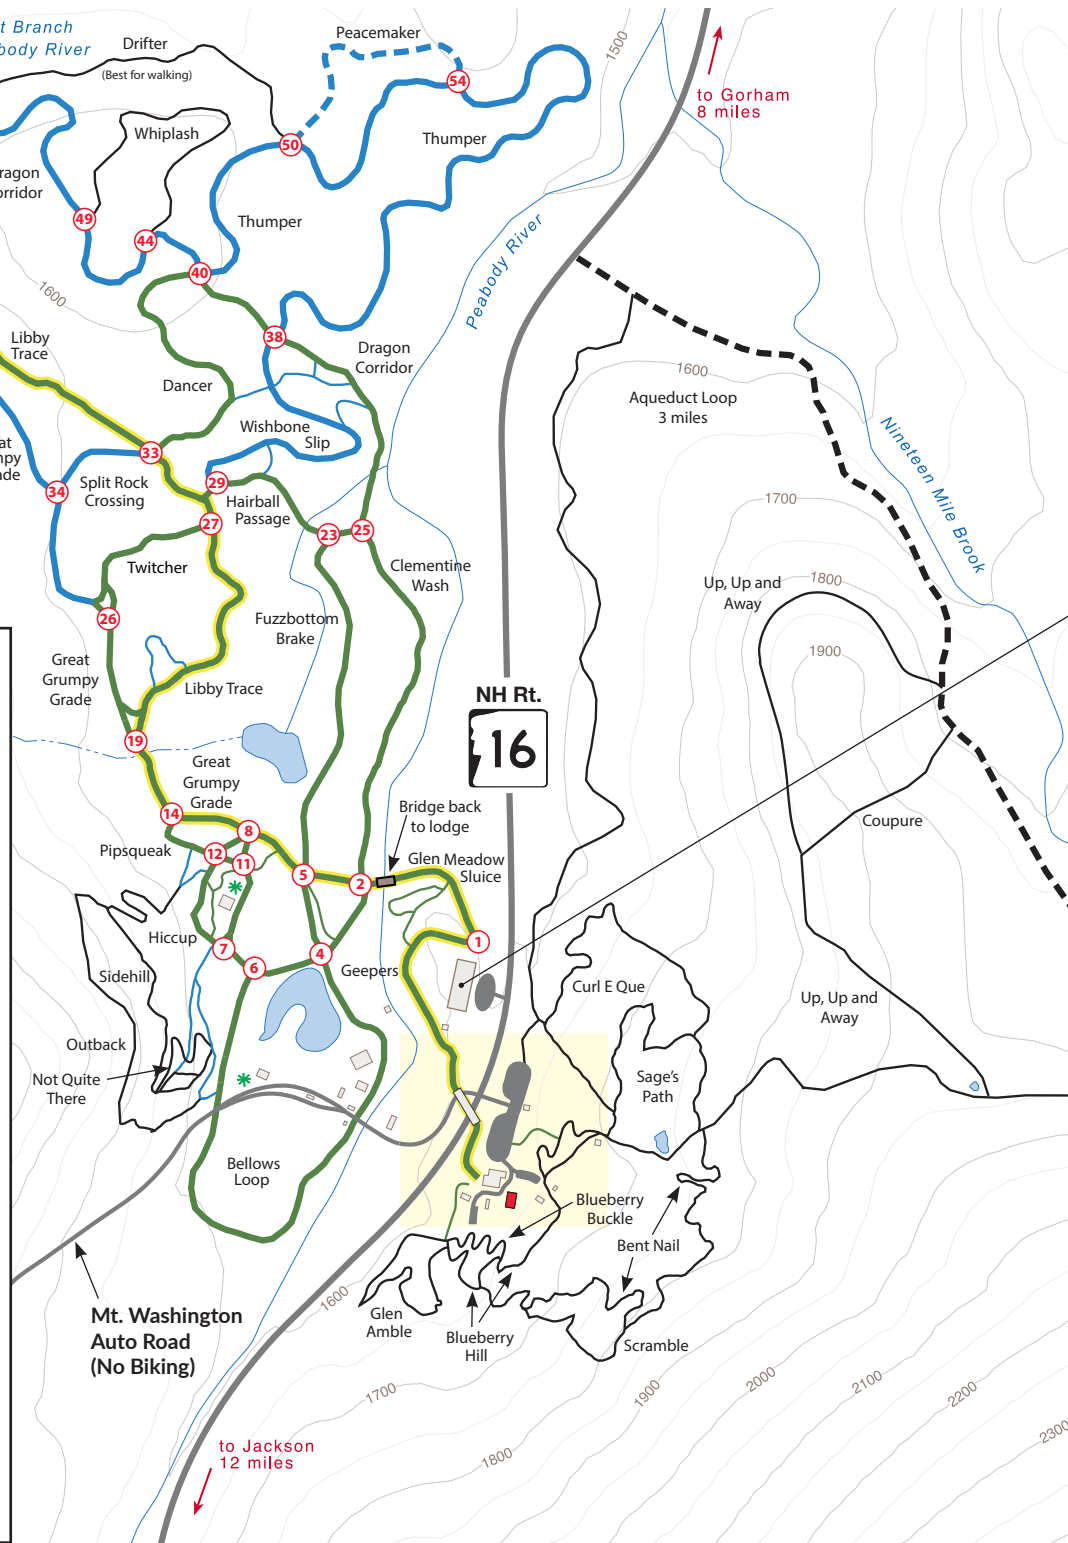 t Branch
body River
Drifter
(Best for walking)
Peacemaker
1500
54
to Gorham
8 miles
Whiplash
50
Thumper
ragon
orridor
49
44
Thumper
40
Peabody River
1600
38
Libby
Trace
Dragon
Corridor
Dancer
1600
Aqueduct Loop
3 miles
Wishbone
Slip
at
mpy
ade
33
34
Split Rock
Crossing
29
Hairball
Passage
27
23
25
1700
Nineteen Mile Brook
Twitcher
Clementine
Wash
Up, Up and
Away
1800
26
Fuzzbottom
Brake
1900
Great
Grumpy
Grade
Libby Trace
NH Rt.
16
19
Great
Grumpy
Grade
14
8
Bridge back
to lodge
Coupure
Pipsqueak
12
11
5
2
Glen Meadow
Sluice
Hiccup
7
6
4
1
Geepers
Sidehill
Curl E Que
Up, Up and
Away
Outback
Not Quite
There
Sage's
Path
Bellows
Loop
Blueberry
Buckle
Bent Nail
1600
Mt. Washington
Auto Road
(No Biking)
Glen
Amble
Blueberry
Hill
Scramble
1700
1900
2000
2100
2200
2300
to Jackson
12 miles
1800